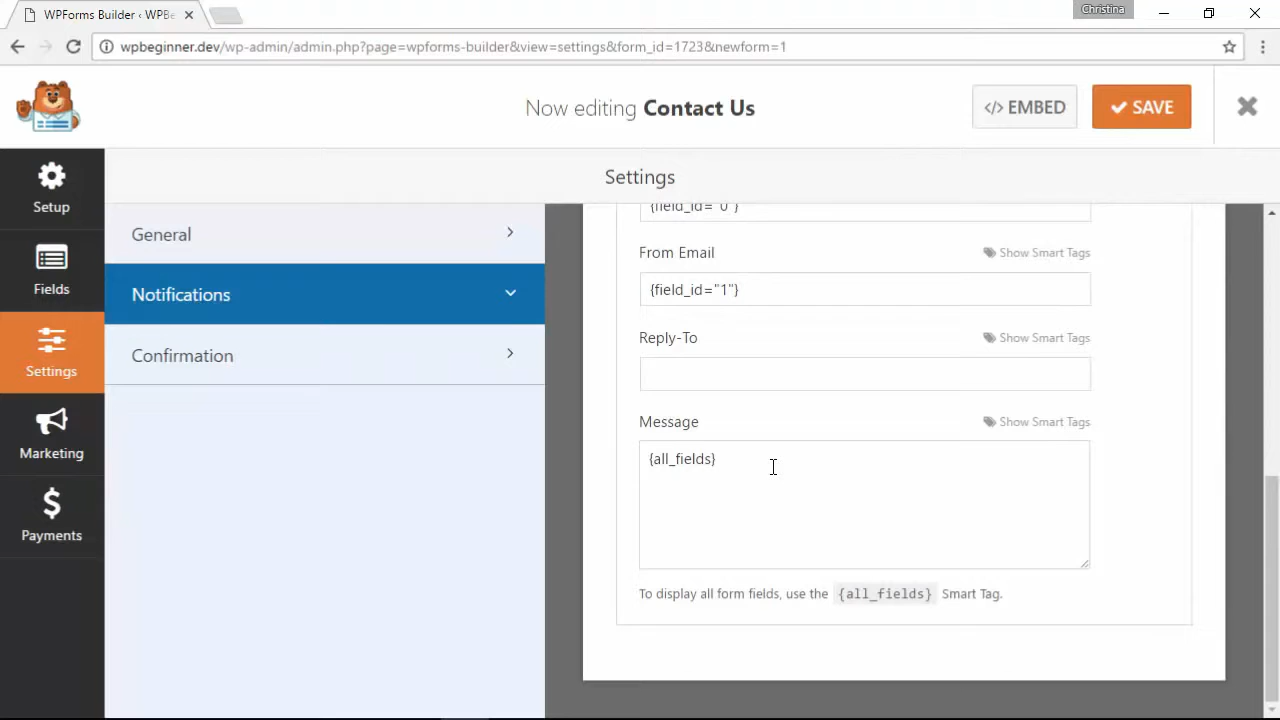 WPForms Builder ‹ WPBe
Christina
wpbeginner.dev/wp-admin/admin.php?page=wpforms-builder&view=settings&form_id=1723&newform=1
Now editing Contact Us
</> EMBED
SAVE
Setup
Fields
Settings
Marketing
Payments
Settings
General
Notifications
Confirmation
{field_id="0"}
From Email
Show Smart Tags
{field_id="1"}
Reply-To
Show Smart Tags
Message
Show Smart Tags
{all_fields}
To display all form fields, use the {all_fields} Smart Tag.